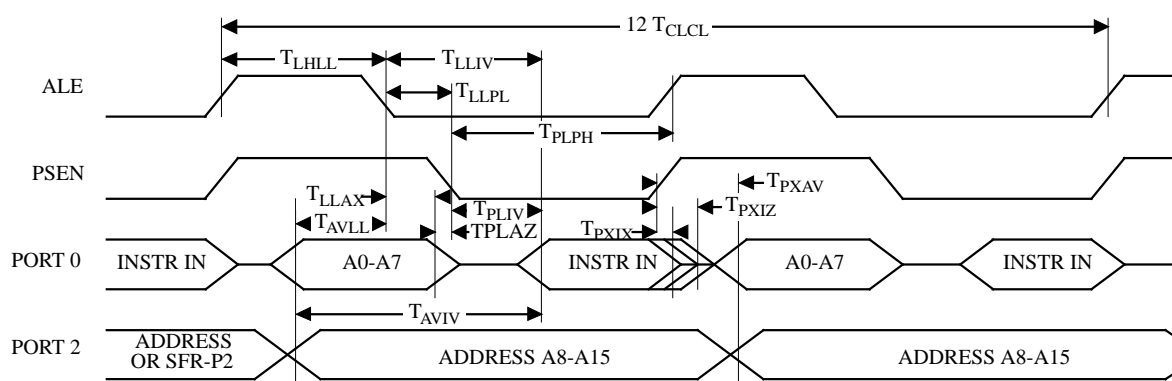 12 TCLCL
TLHLL
TLLIV
ALE
TLLPL
TPLPH
PSEN
TLLAX
TPXAV
TPLIV
TPXIZ
TAVLL
TPLAZ
TPXIX
PORT 0
INSTR IN
A0-A7
INSTR IN
A0-A7
INSTR IN
TAVIV
PORT 2
ADDRESS
OR SFR-P2
ADDRESS A8-A15
ADDRESS A8-A15